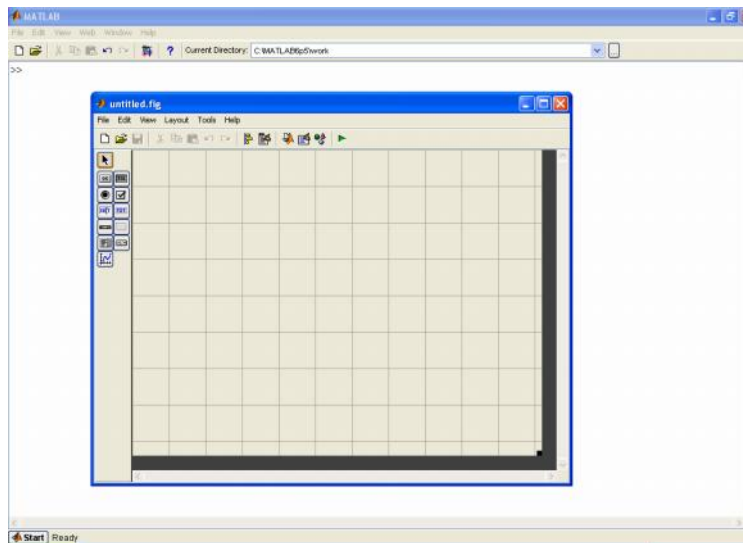 MATLAB
File Edit View Web Window Help
Current Directory: C:\MATLAB6p5\work
>>
untitled.fig
File Edit View Layout Tools Help
Start Ready